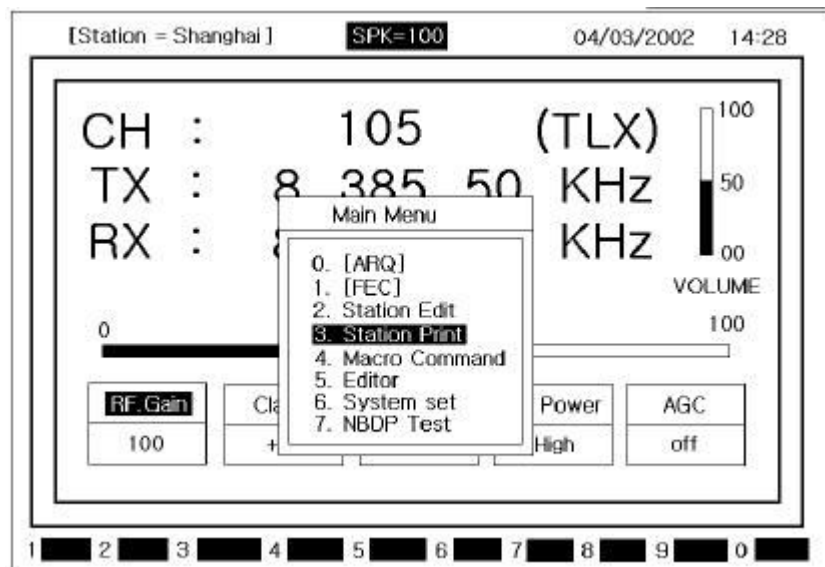 [Station = Shanghai] SPK=100 04/03/2002 14:28
CH : 105 (TLX) 100
TX : 8 385 50 KHz 50
RX : KHz 00
VOLUME
Main Menu
0. [ARQ]
1. [FEC]
2. Station Edit
3. Station Print
4. Macro Command
5. Editor
6. System set
7. NBDP Test
0 100
RF.Gain Power AGC
100 High off
1 2 3 4 5 6 7 8 9 0